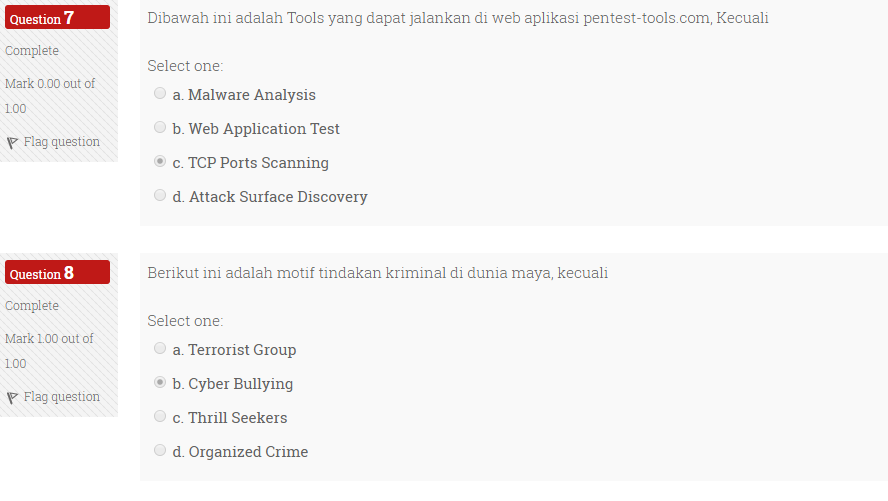 Question 7
Complete
Mark 0.00 out of
1.00
Flag question
Dibawah ini adalah Tools yang dapat jalankan di web aplikasi pentest-tools.com, Kecuali
Select one:
a. Malware Analysis
b. Web Application Test
c. TCP Ports Scanning
d. Attack Surface Discovery
Question 8
Complete
Mark 1.00 out of
1.00
Flag question
Berikut ini adalah motif tindakan kriminal di dunia maya, kecuali
Select one:
a. Terrorist Group
b. Cyber Bullying
c. Thrill Seekers
d. Organized Crime